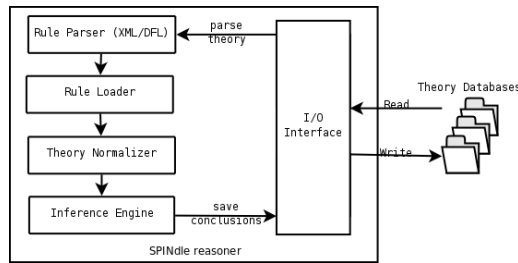 Rule Parser (XML/DFL)
parse
theory
Rule Loader
Theory Databases
I/O
Interface
Read
Theory Normalizer
Write
Inference Engine
save
conclusions
SPINdle reasoner